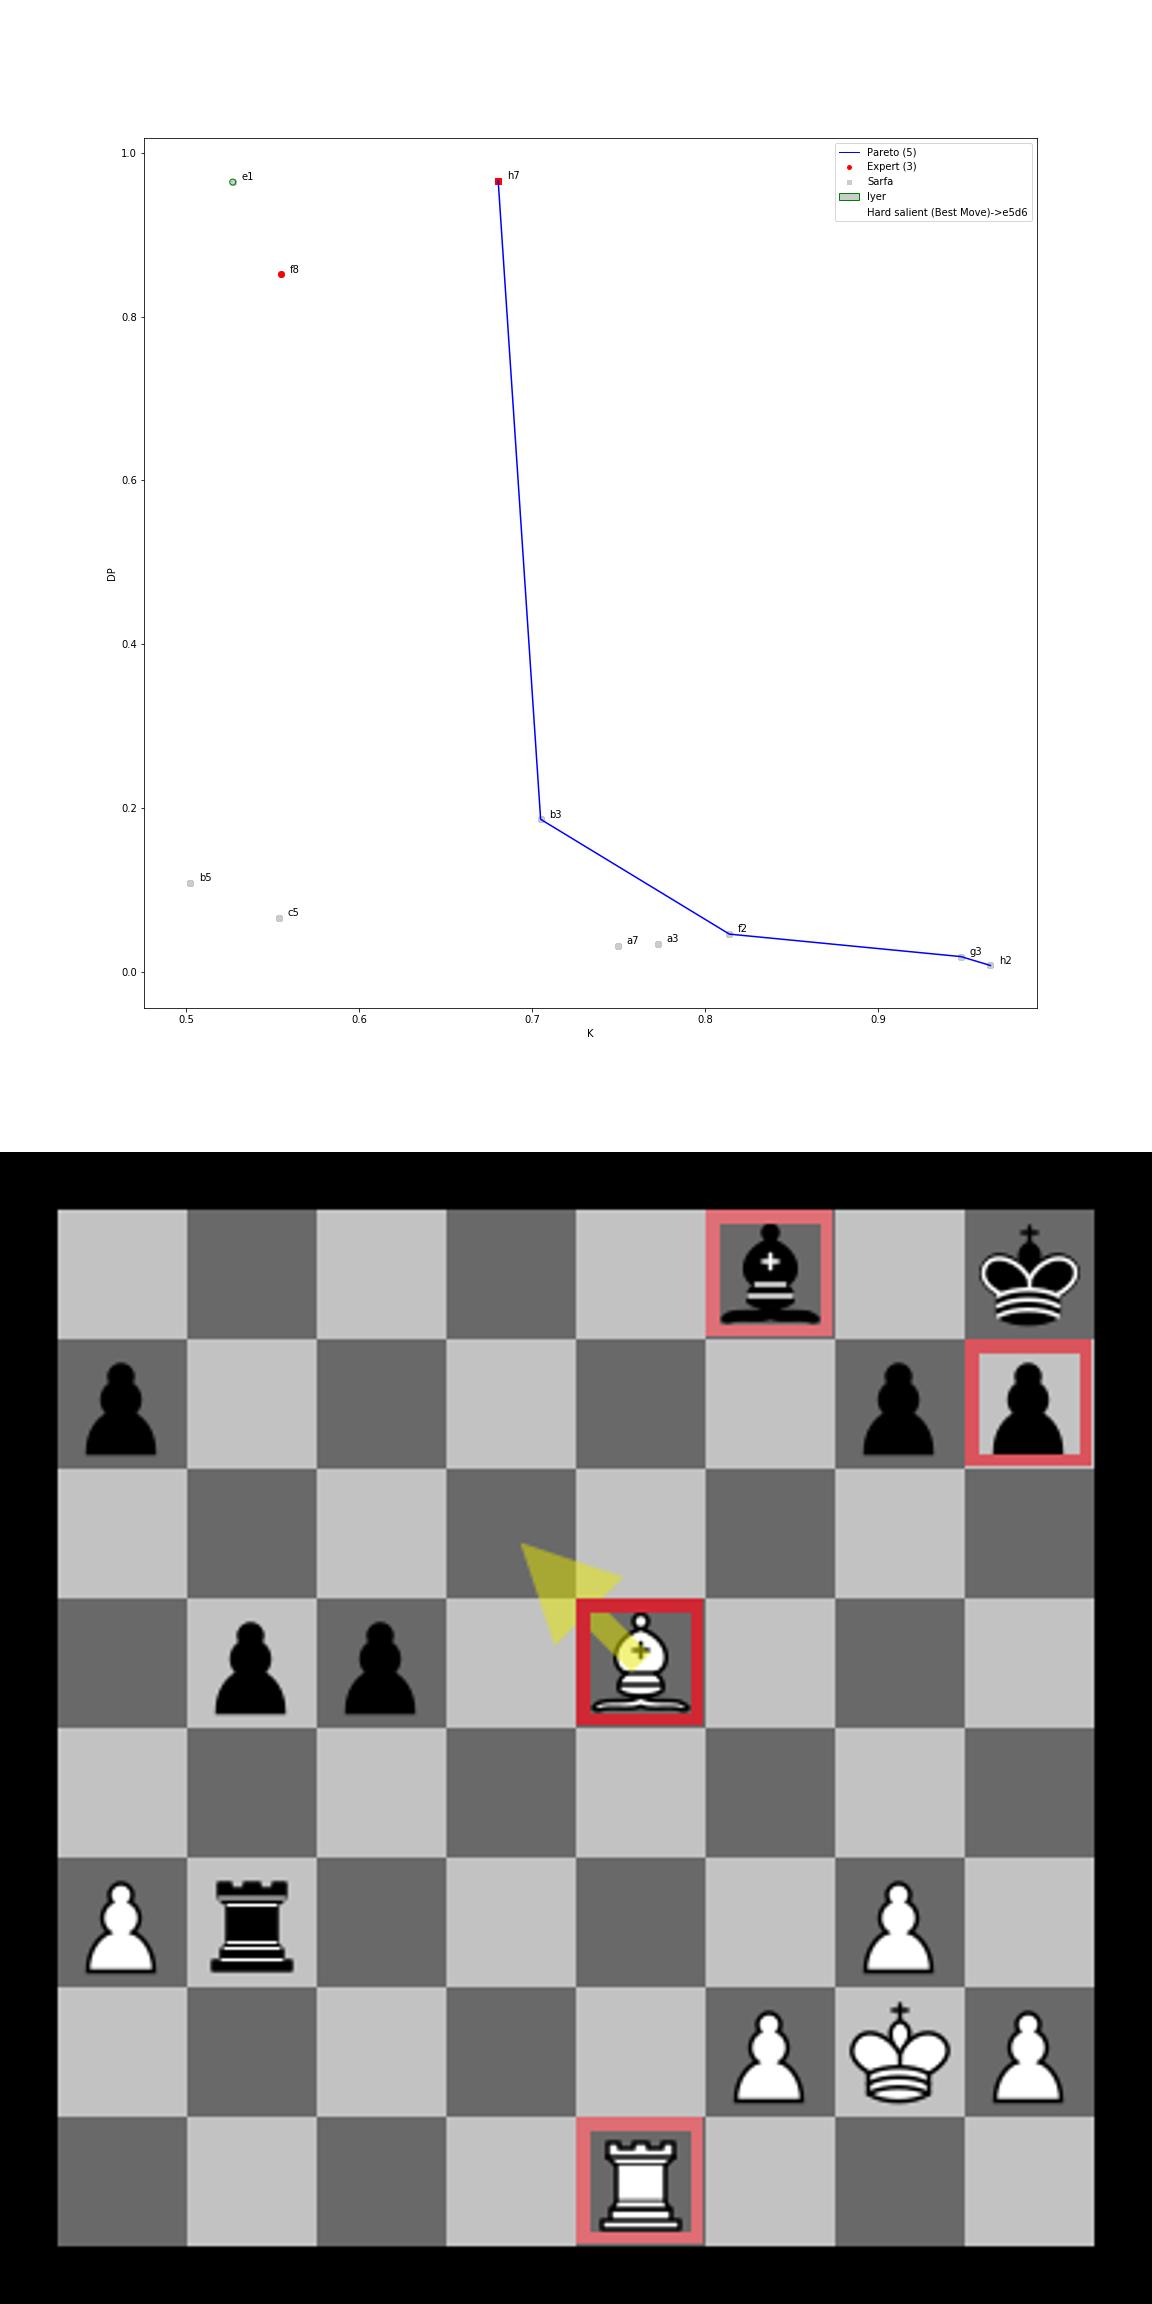 1.0
0.8
0.6
0.4
0.2
0.0
DP
0.5 0.6 0.7 0.8 0.9
K
e1
h7
f8
b3
b5
c5
a7
a3
f2
g3
h2
Pareto (5)
Expert (3)
Sarfa
Iyer
Hard salient (Best Move)->e5d6